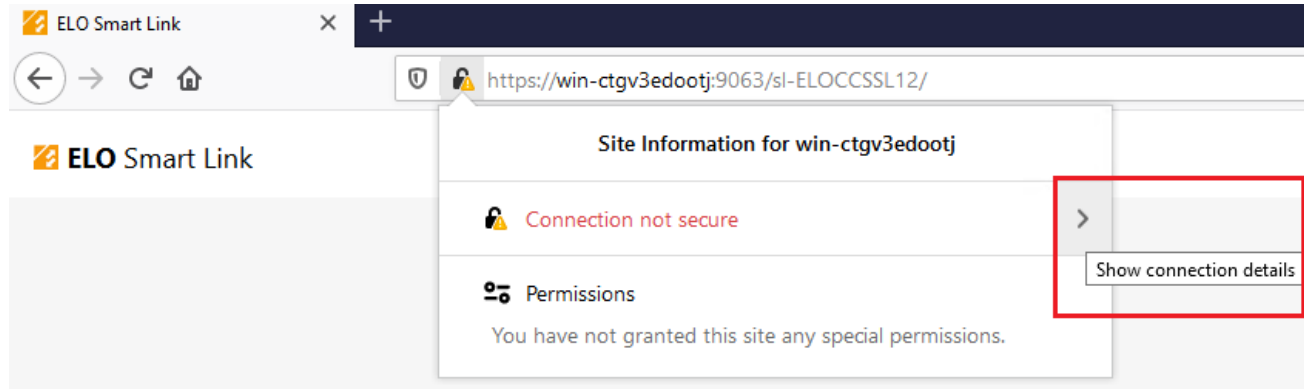 ELO Smart Link
https://win-ctgv3edootj:9063/sl-ELOCCSSL12/
ELO Smart Link
Site Information for win-ctgv3edootj
Connection not secure
Show connection details
Permissions
You have not granted this site any special permissions.